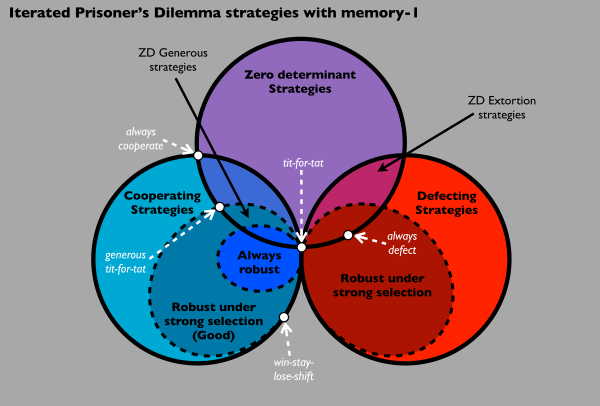 Iterated Prisoner's Dilemma strategies with memory-1
ZD Generous
strategies
Zero determinant
Strategies
ZD Extortion
strategies
always
cooperate
tit-for-tat
Cooperating
Strategies
Defecting
Strategies
generous
tit-for-tat
Always
robust
always
defect
Robust under
strong selection
Robust under
strong selection
(Good)
win-stay-
lose-shift